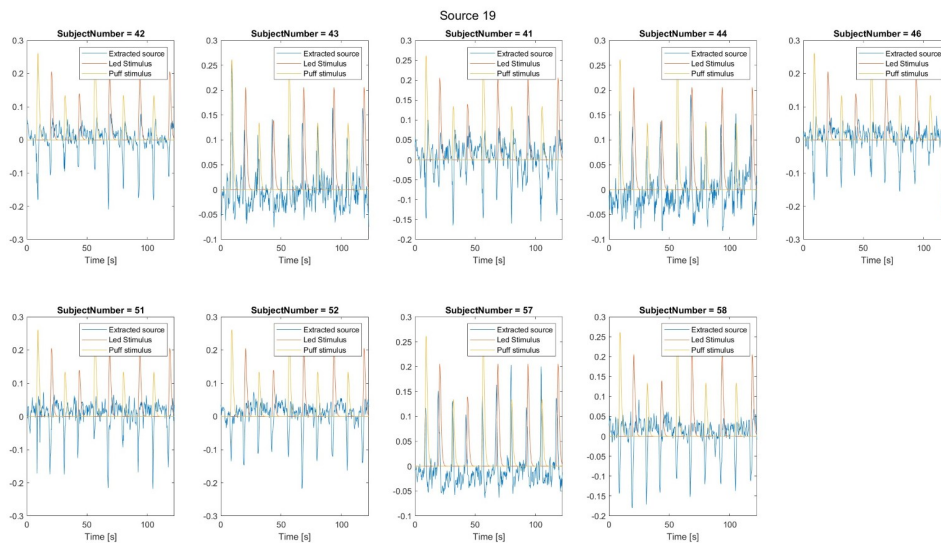 Source 19
SubjectNumber = 42
0.3
0.2
0.1
0
-0.1
-0.2
-0.3
0 50 100
Time [s]
Extracted source
Led Stimulus
Puff stimulus
SubjectNumber = 43
0.3
0.25
0.2
0.15
0.1
0.05
0
-0.05
-0.1
0 50 100
Time [s]
Extracted source
Led Stimulus
Puff stimulus
SubjectNumber = 41
0.3
0.25
0.2
0.15
0.1
0.05
0
-0.05
-0.1
-0.15
-0.2
0 50 100
Time [s]
Extracted source
Led Stimulus
Puff stimulus
SubjectNumber = 44
0.3
0.25
0.2
0.15
0.1
0.05
0
-0.05
-0.1
0 50 100
Time [s]
Extracted source
Led Stimulus
Puff stimulus
SubjectNumber = 46
0.3
0.2
0.1
0
-0.1
-0.2
-0.3
0 50 100
Time [s]
Extracted source
Led Stimulus
Puff stimulus
SubjectNumber = 51
0.3
0.2
0.1
0
-0.1
-0.2
-0.3
0 50 100
Time [s]
Extracted source
Led Stimulus
Puff stimulus
SubjectNumber = 52
0.3
0.2
0.1
0
-0.1
-0.2
-0.3
0 50 100
Time [s]
Extracted source
Led Stimulus
Puff stimulus
SubjectNumber = 57
0.3
0.25
0.2
0.15
0.1
0.05
0
-0.05
-0.1
0 50 100
Time [s]
Extracted source
Led Stimulus
Puff stimulus
SubjectNumber = 58
0.3
0.25
0.2
0.15
0.1
0.05
0
-0.05
-0.1
-0.15
-0.2
0 50 100
Time [s]
Extracted source
Led Stimulus
Puff stimulus